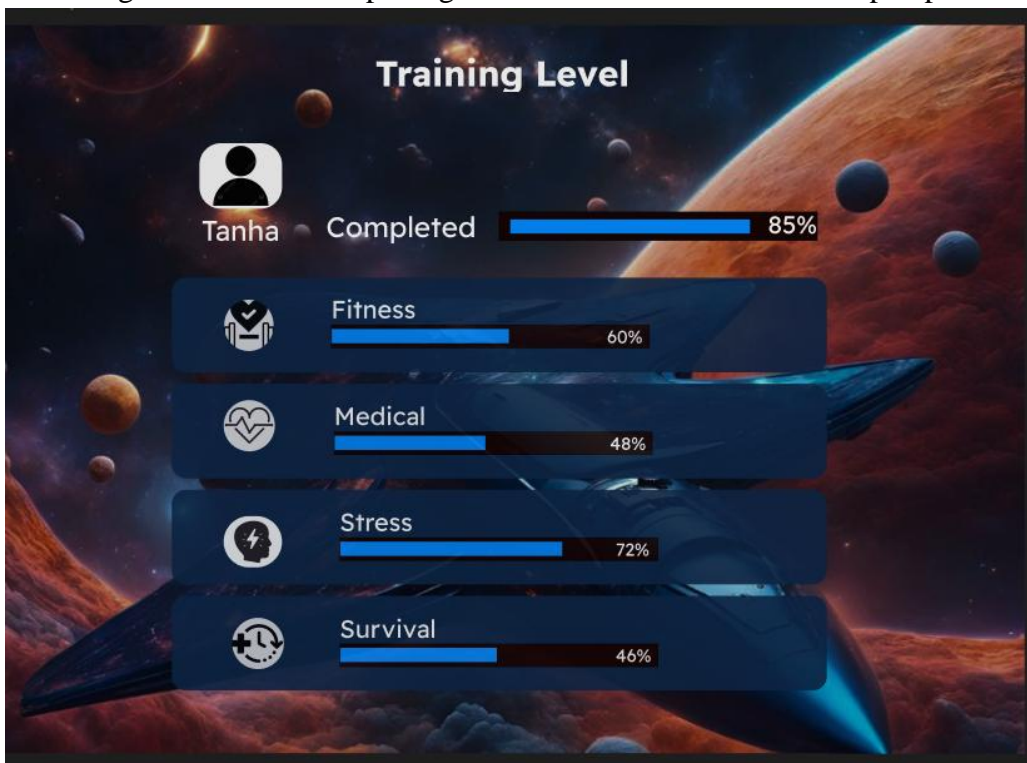 Training Level
Tanha
Completed 85%
Fitness
60%
Medical
48%
Stress
72%
Survival
46%